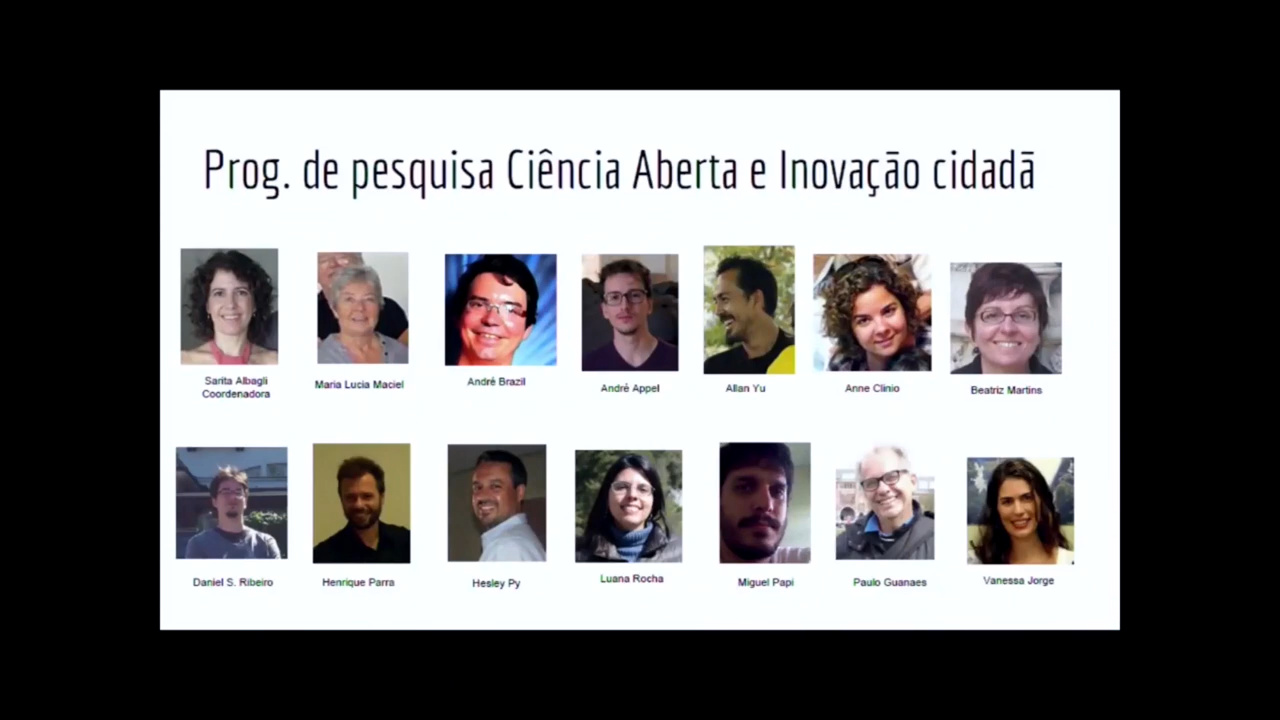 Prog. de pesquisa Ciência Aberta e Inovação cidadã
Sarita Albagli
Coordenadora
Maria Lucia Maciel
André Brazil
André Appel
Allan Yu
Anne Clinio
Beatriz Martins
Daniel S. Ribeiro
Henrique Parra
Hesley Py
Luana Rocha
Miguel Papi
Paulo Guanaes
Vanessa Jorge